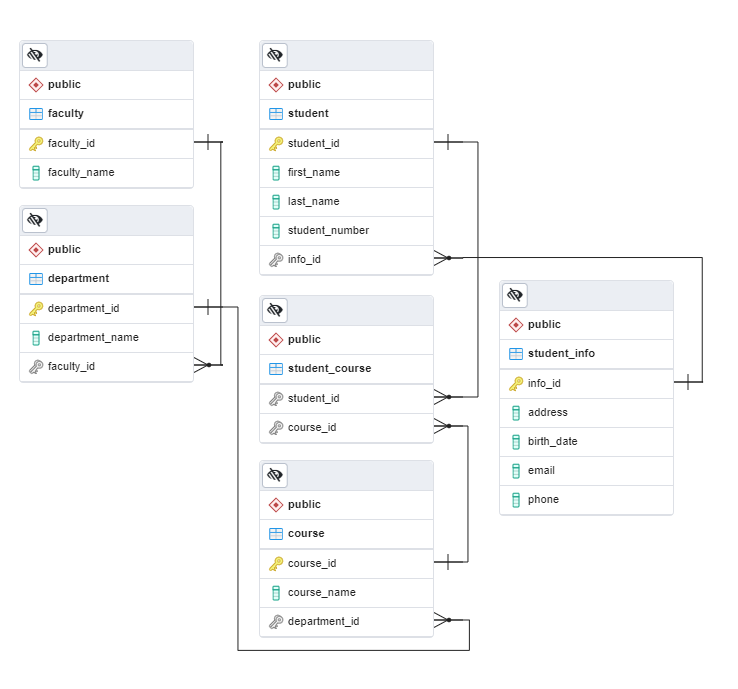 public
faculty
faculty_id
faculty_name
public
department
department_id
department_name
faculty_id
public
student
student_id
first_name
last_name
student_number
info_id
public
student_course
student_id
course_id
public
course
course_id
course_name
department_id
public
student_info
info_id
address
birth_date
email
phone